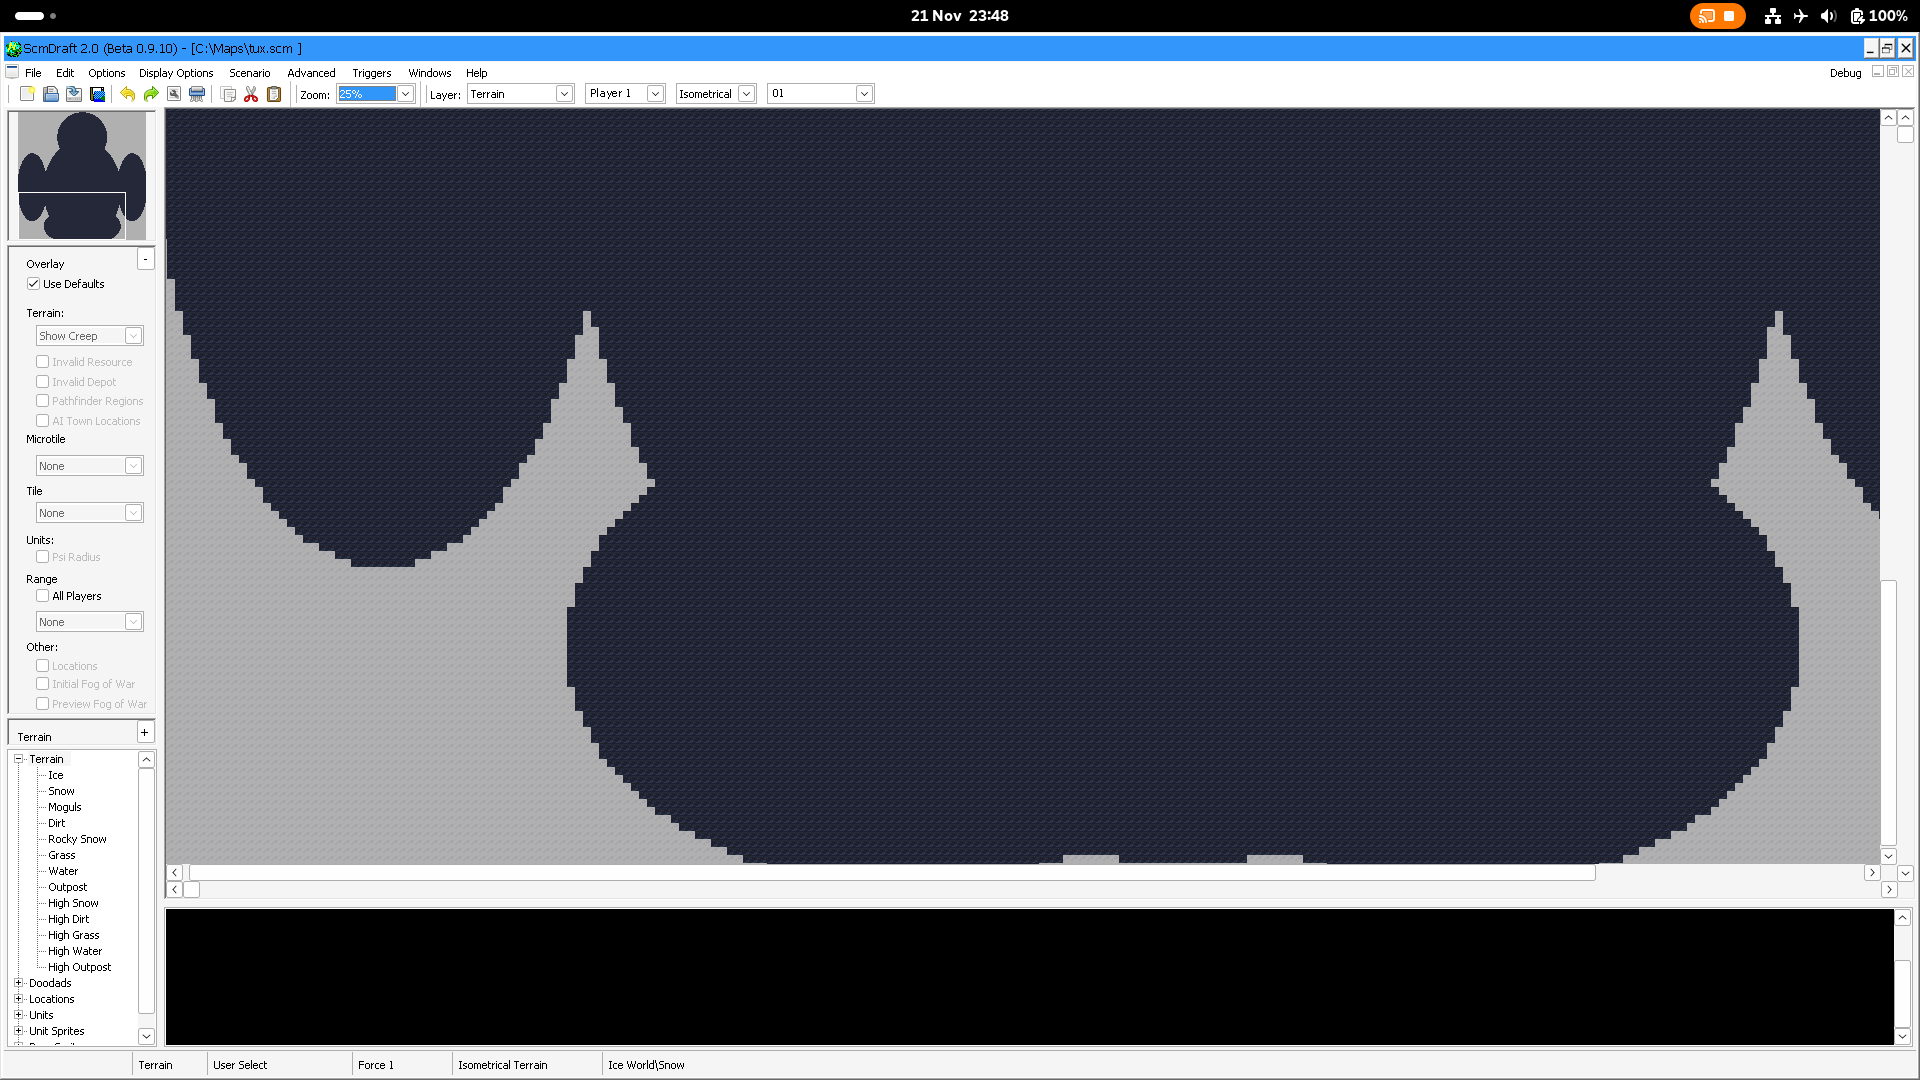 21 Nov 23:48
100%
ScmDraft 2.0 (Beta 0.9.10) - [C:\Maps\tux.scm ]
File Edit Options Display Options Scenario Advanced Triggers Windows Help Debug
Zoom: 25% Layer: Terrain Player 1 Isometrical 01
Overlay
-
Use Defaults
Terrain:
Show Creep
Invalid Resource
Invalid Depot
Pathfinder Regions
AI Town Locations
Microtile
None
Tile
None
Units:
Psi Radius
Range
All Players
None
Other:
Locations
Initial Fog of War
Preview Fog of War
Terrain +
Terrain
Ice
Snow
Moguls
Dirt
Rocky Snow
Grass
Water
Outpost
High Snow
High Dirt
High Grass
High Water
High Outpost
Doodads
Locations
Units
Unit Sprites
Terrain User Select Force 1 Isometrical Terrain Ice World\Snow